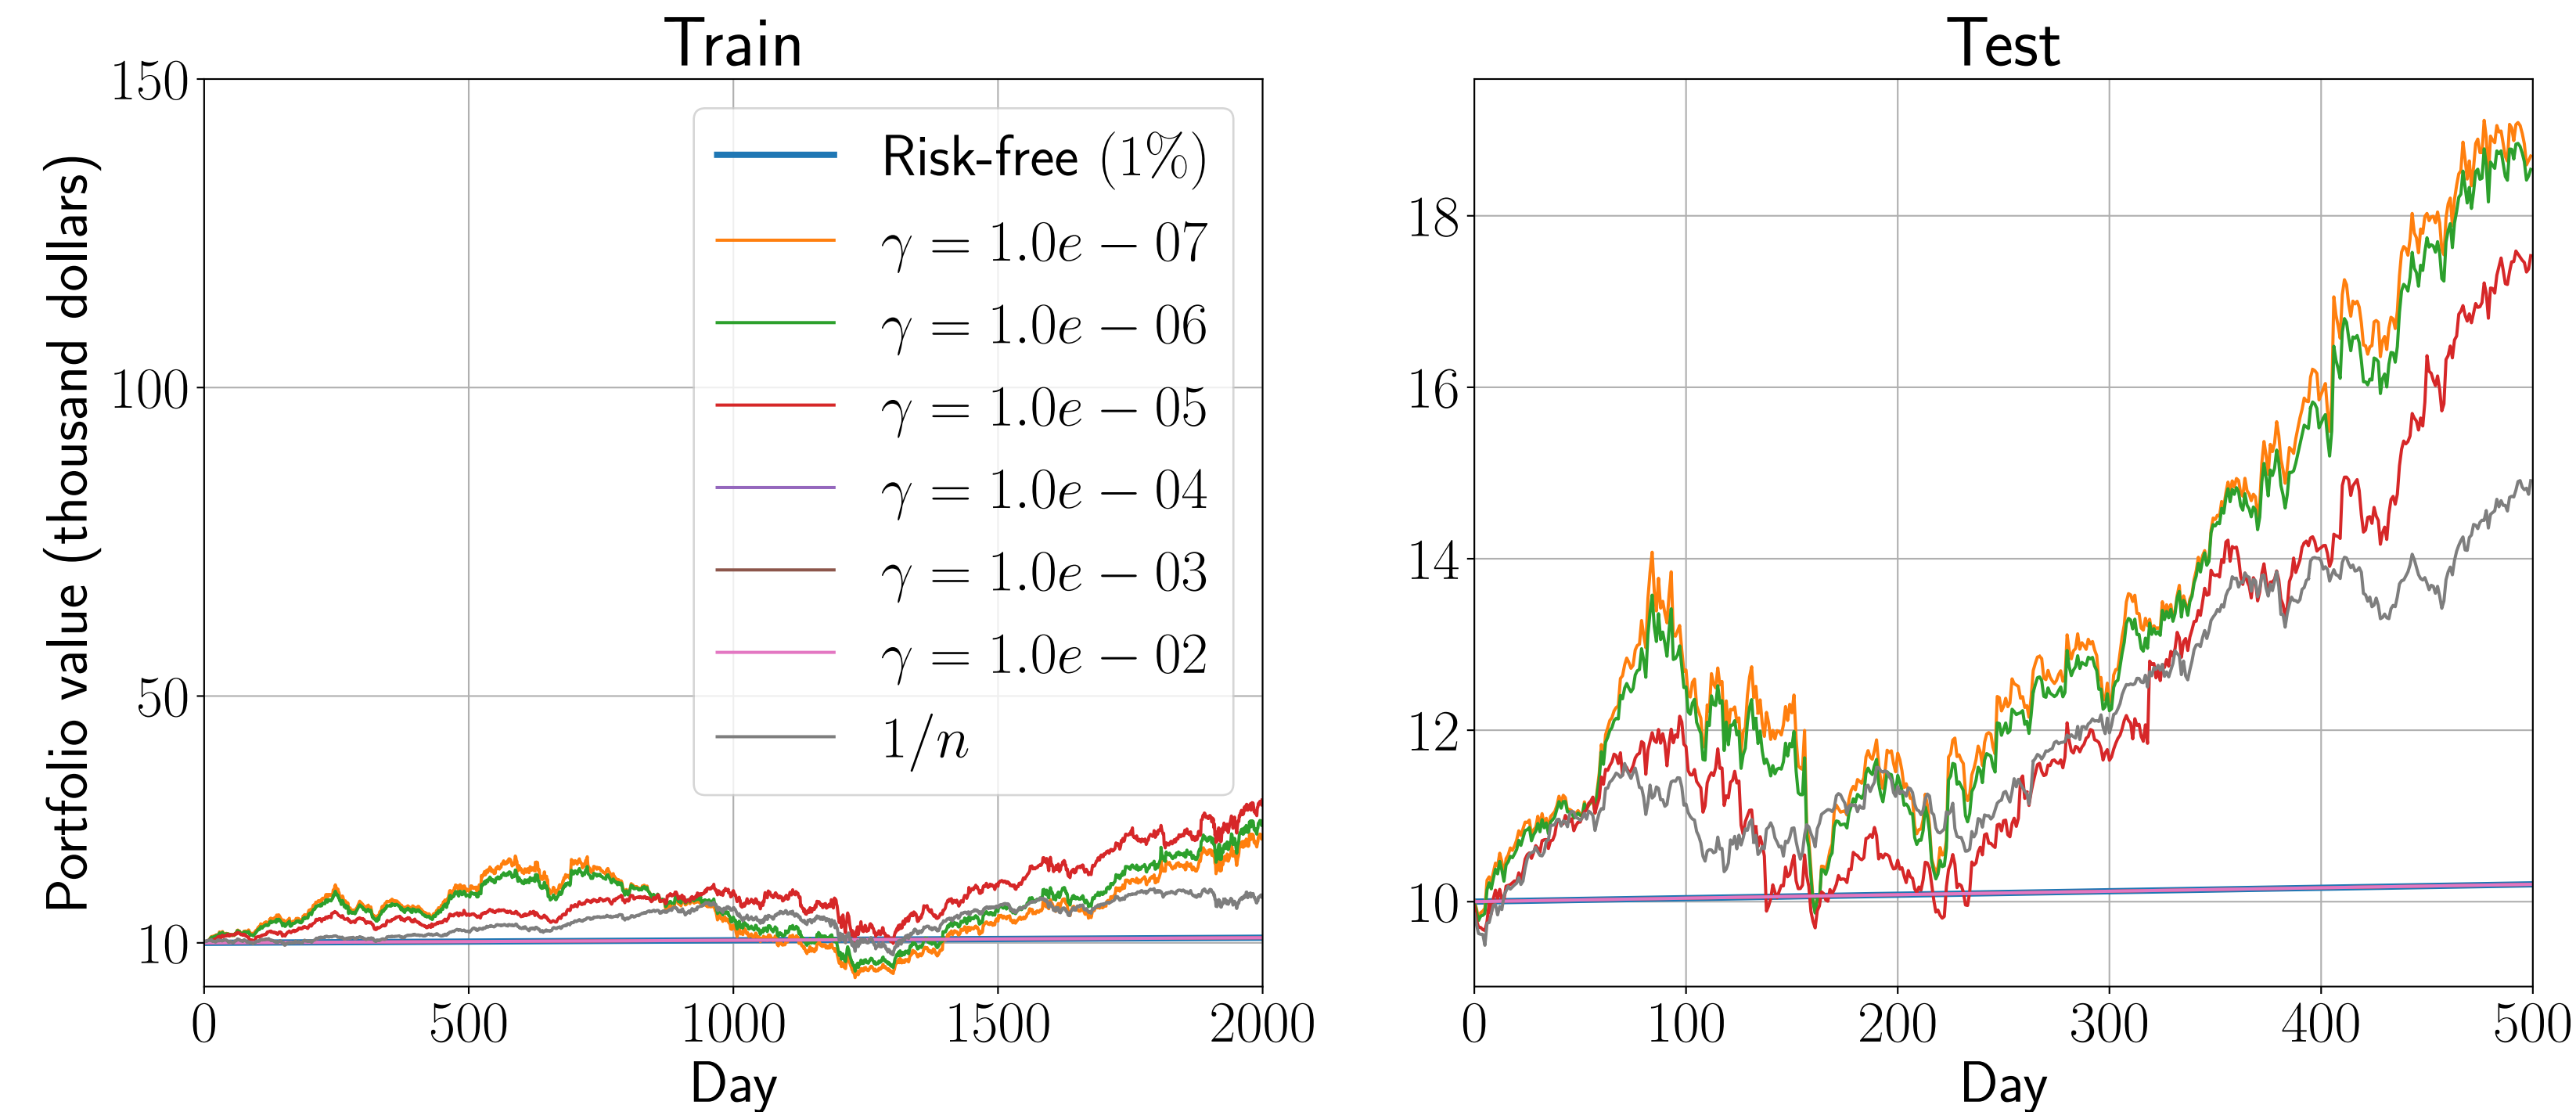 Train
Portfolio value (thousand dollars)
150
100
50
10
0 500 1000 1500 2000
Day
Risk-free (1%)
γ = 1.0e − 07
γ = 1.0e − 06
γ = 1.0e − 05
γ = 1.0e − 04
γ = 1.0e − 03
γ = 1.0e − 02
1/n
Test
18
16
14
12
10
0 100 200 300 400 500
Day